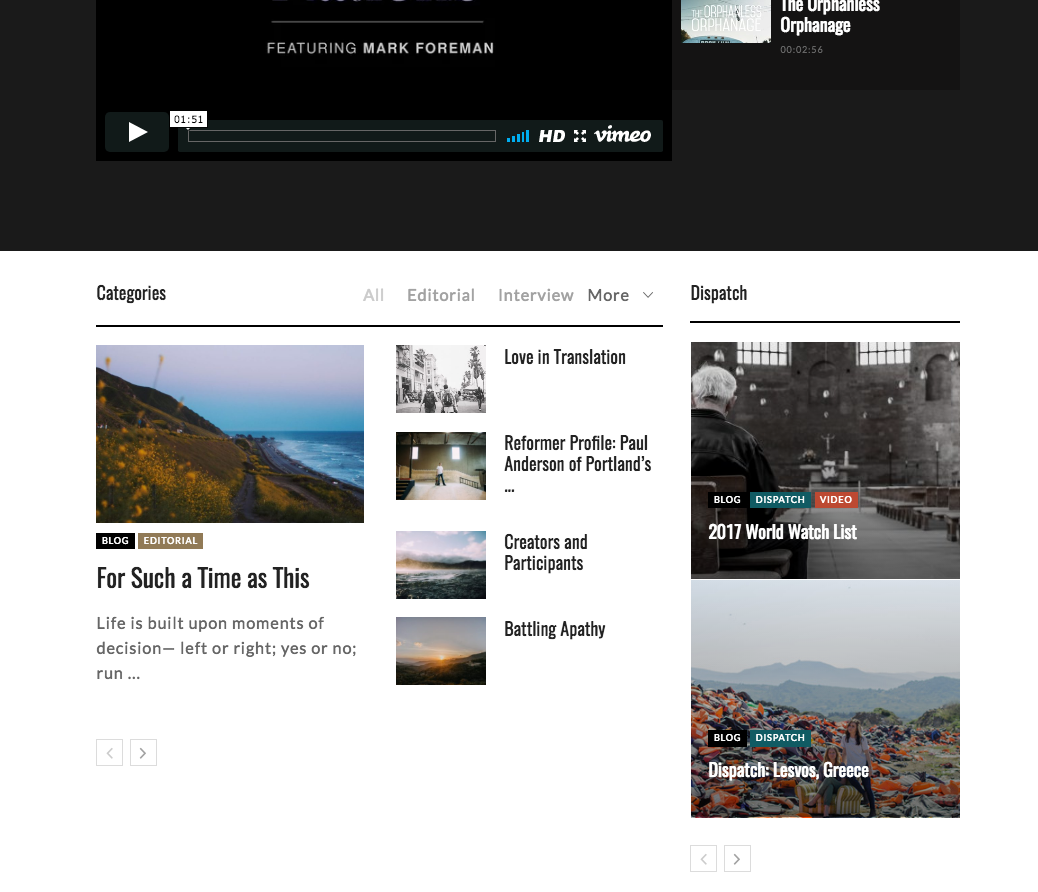 FEATURING MARK FOREMAN
01:51
HD
vimeo
THE ORPHANLESS
ORPHANAGE
The Orphanless
Orphanage
00:02:56
Categories
All
Editorial
Interview
More
BLOG
EDITORIAL
For Such a Time as This
Life is built upon moments of
decision— left or right; yes or no;
run ...
Love in Translation
Reformer Profile: Paul
Anderson of Portland’s
...
Creators and
Participants
Battling Apathy
Dispatch
BLOG
DISPATCH
VIDEO
2017 World Watch List
BLOG
DISPATCH
Dispatch: Lesvos, Greece